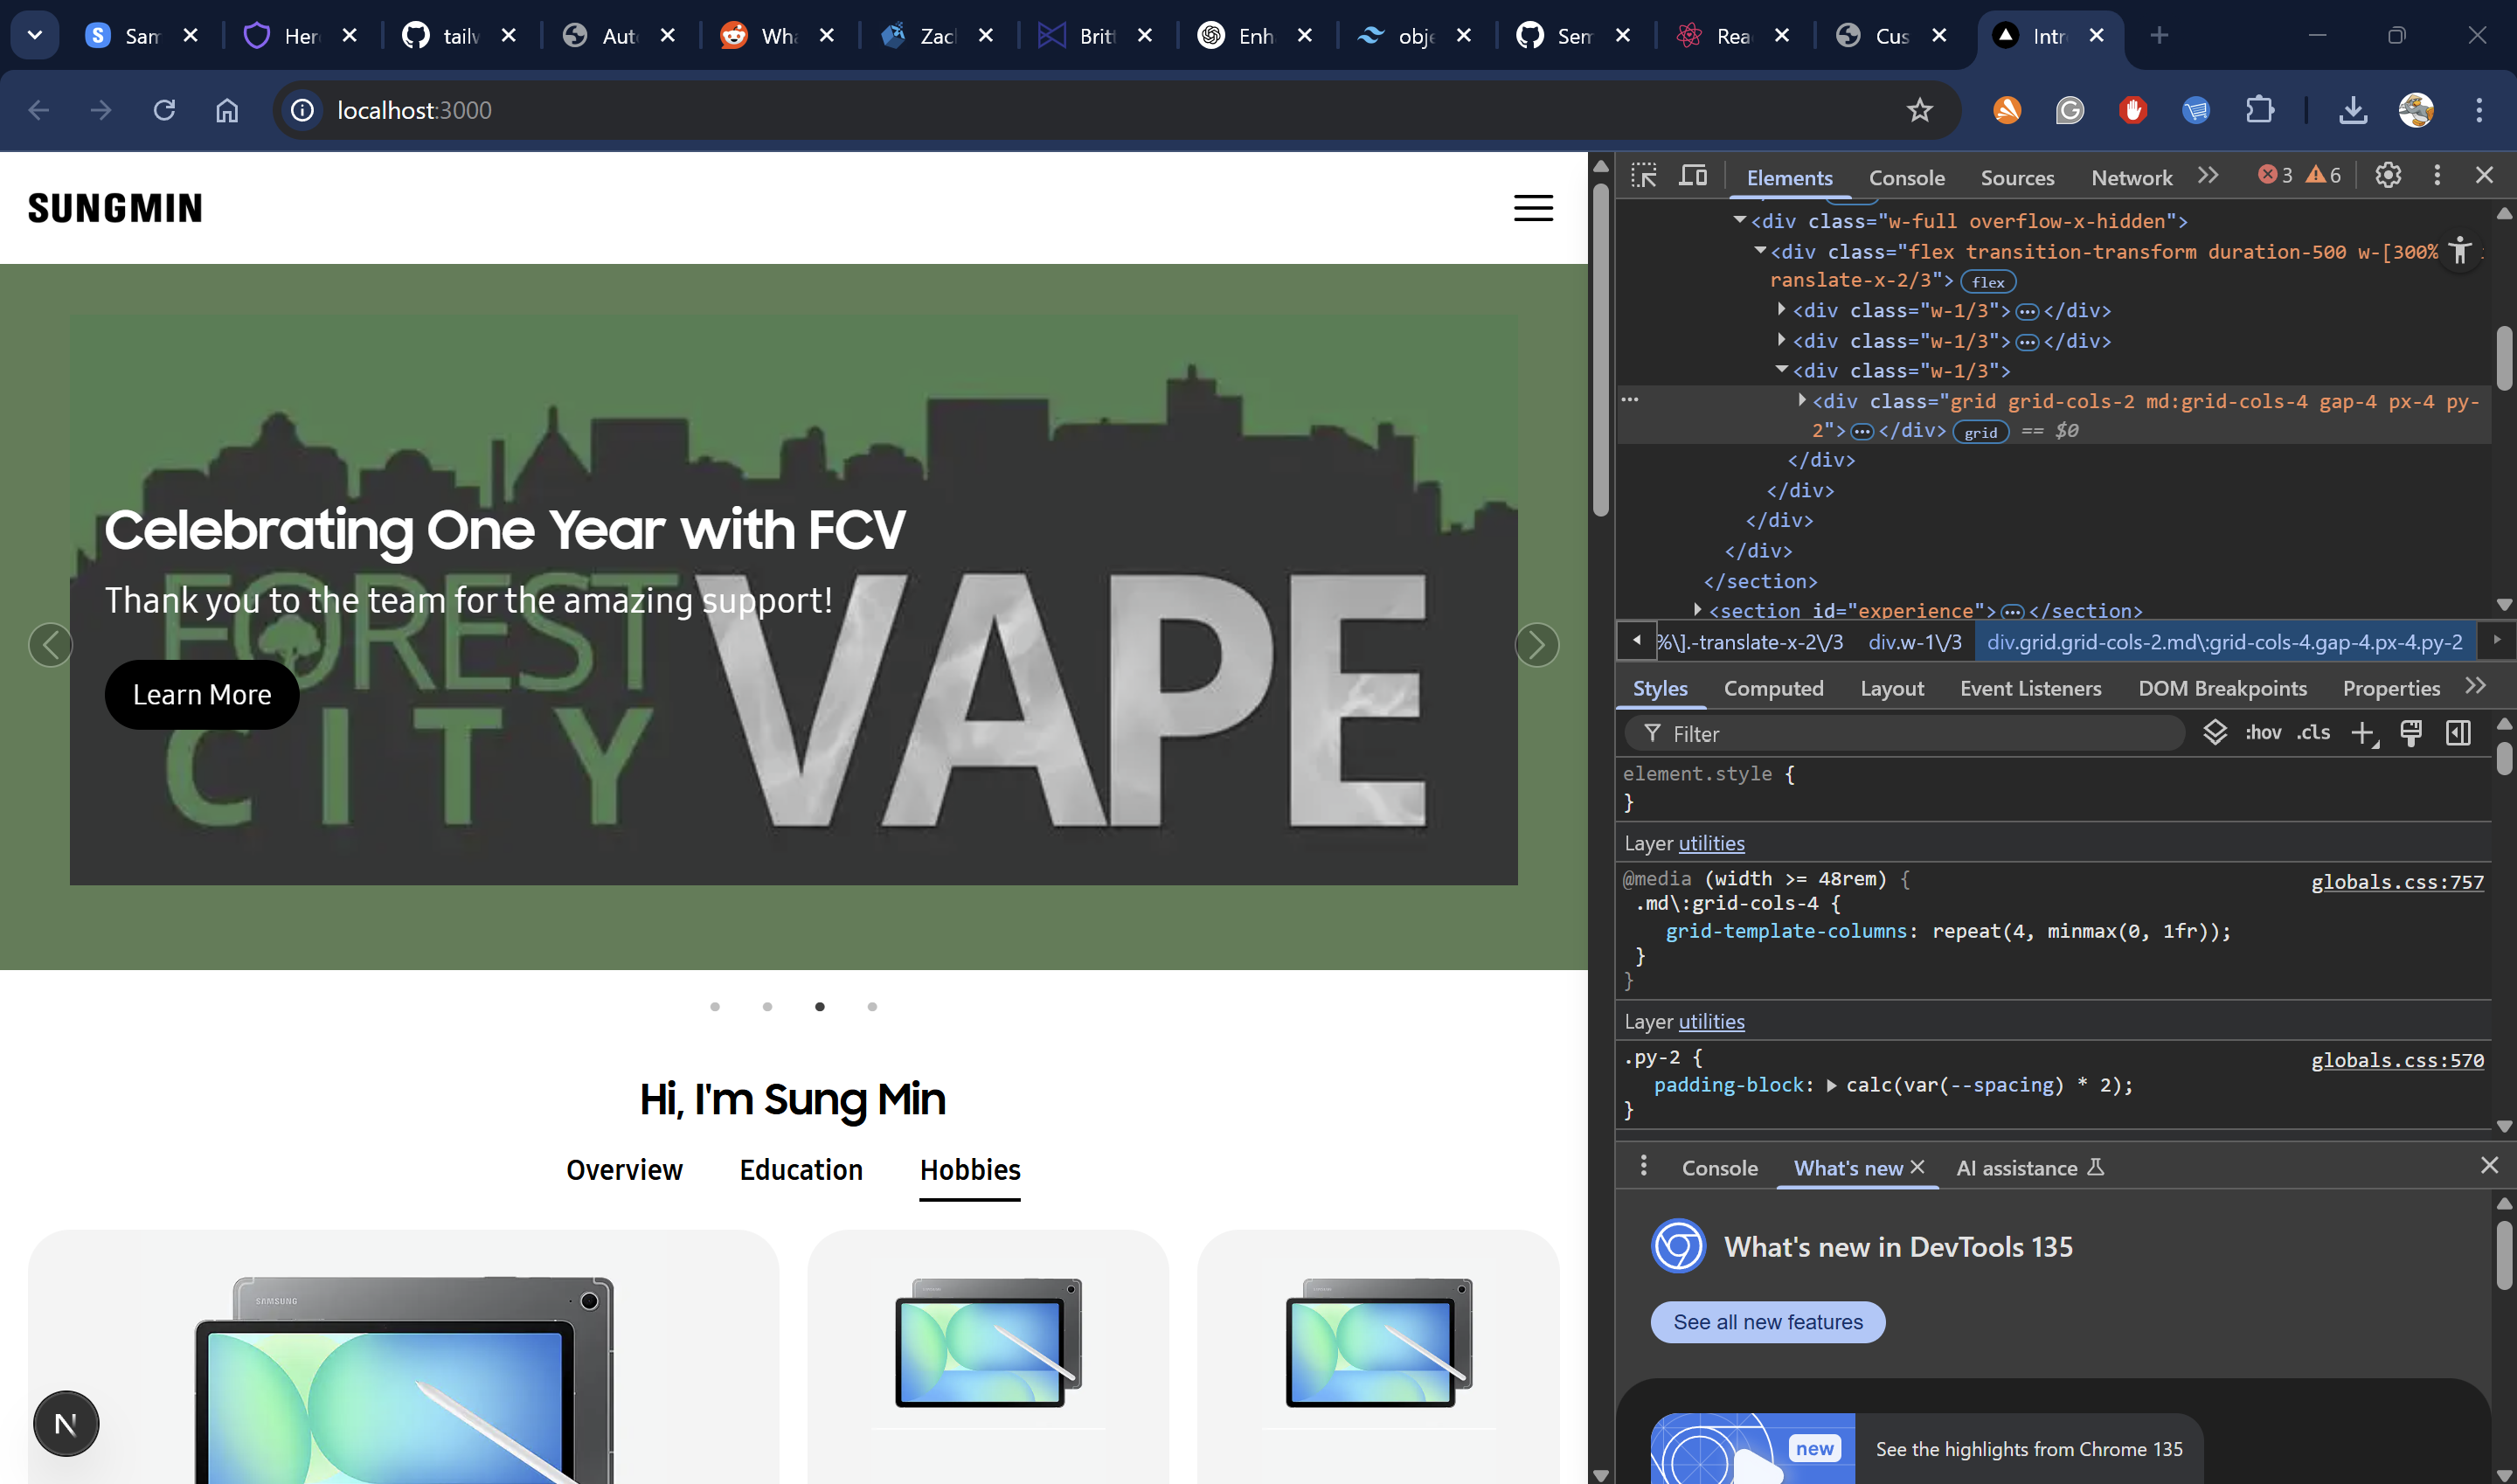 Sam
Her
tailw
Auto
Wha
Zac
Britt
Enh
obje
Sem
Rea
Cus
Intr
localhost:3000
SUNGMIN
Celebrating One Year with FCV
Thank you to the team for the amazing support!
FOREST
CITY
VAPE
Learn More
Hi, I'm Sung Min
Overview Education Hobbies
SAMSUNG
N
Elements Console Sources Network 3 6
<div class="w-full overflow-x-hidden">
<div class="flex transition-transform duration-500 w-[300%
ranslate-x-2/3"> flex
<div class="w-1/3"> … </div>
<div class="w-1/3"> … </div>
<div class="w-1/3">
<div class="grid grid-cols-2 md:grid-cols-4 gap-4 px-4 py-
2"> … </div> grid == $0
</div>
</div>
</div>
</div>
</section>
<section id="experience"> … </section>
%\].-translate-x-2\/3 div.w-1\/3 div.grid.grid-cols-2.md\:grid-cols-4.gap-4.px-4.py-2
Styles Computed Layout Event Listeners DOM Breakpoints Properties
Filter :hov .cls
element.style {
}
Layer utilities
@media (width >= 48rem) { globals.css:757
.md\:grid-cols-4 {
grid-template-columns: repeat(4, minmax(0, 1fr));
}
}
Layer utilities
.py-2 { globals.css:570
padding-block: calc(var(--spacing) * 2);
}
Console What's new AI assistance
What's new in DevTools 135
See all new features
new
See the highlights from Chrome 135